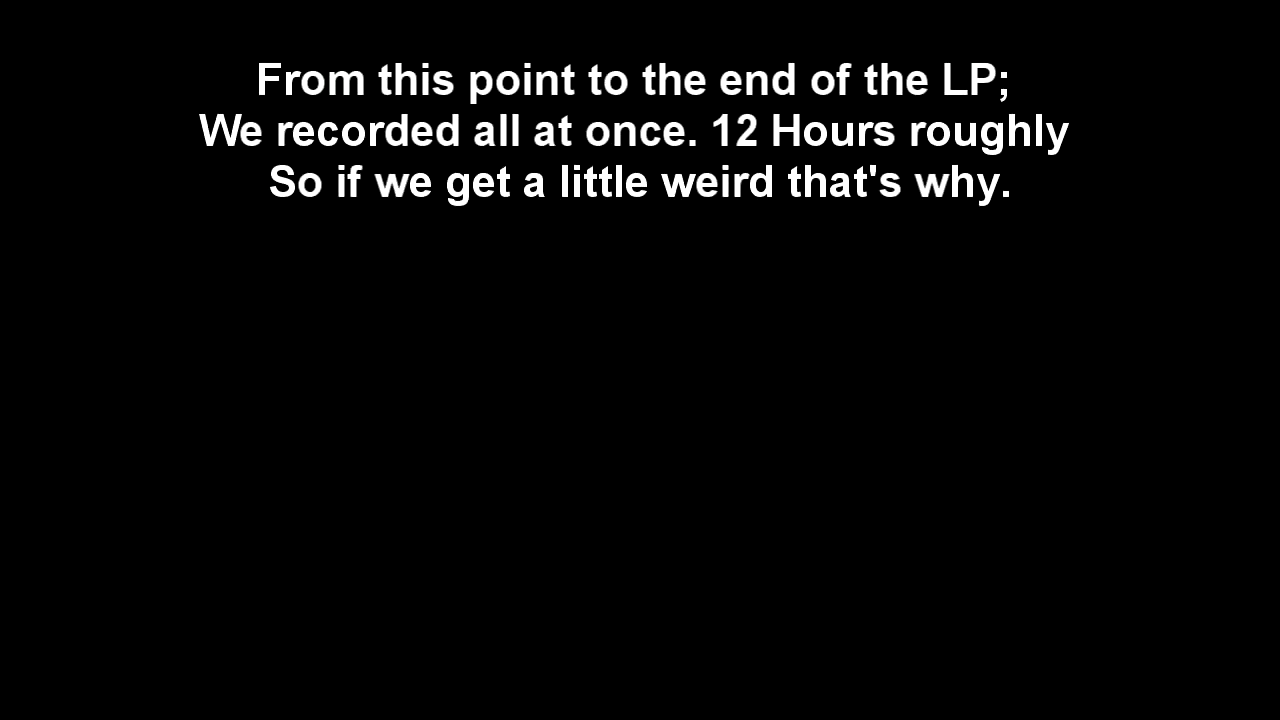 From this point to the end of the LP;
We recorded all at once. 12 Hours roughly
So if we get a little weird that's why.